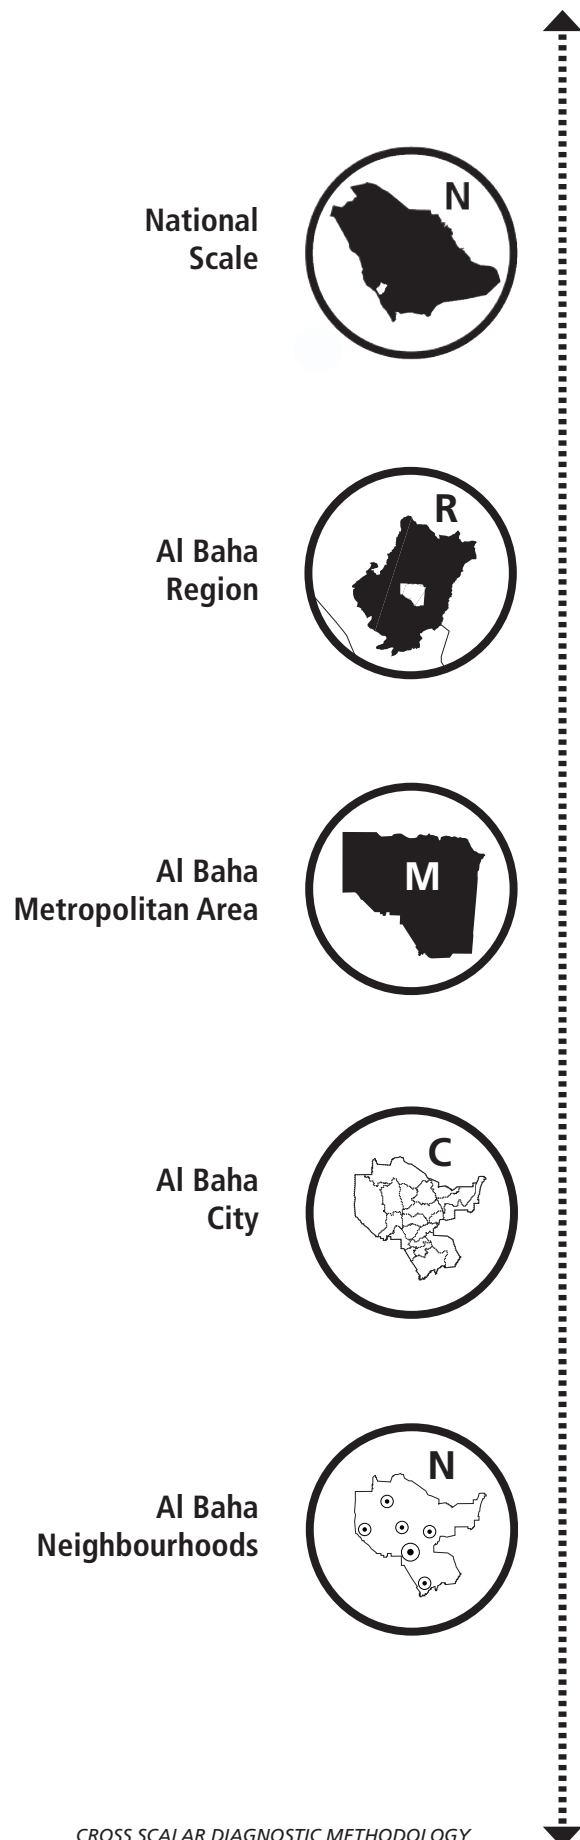 National
Scale
N
Al Baha
Region
R
Al Baha
Metropolitan Area
M
Al Baha
City
C
Al Baha
Neighbourhoods
N
CROSS SCALAR DIAGNOSTIC METHODOLOGY